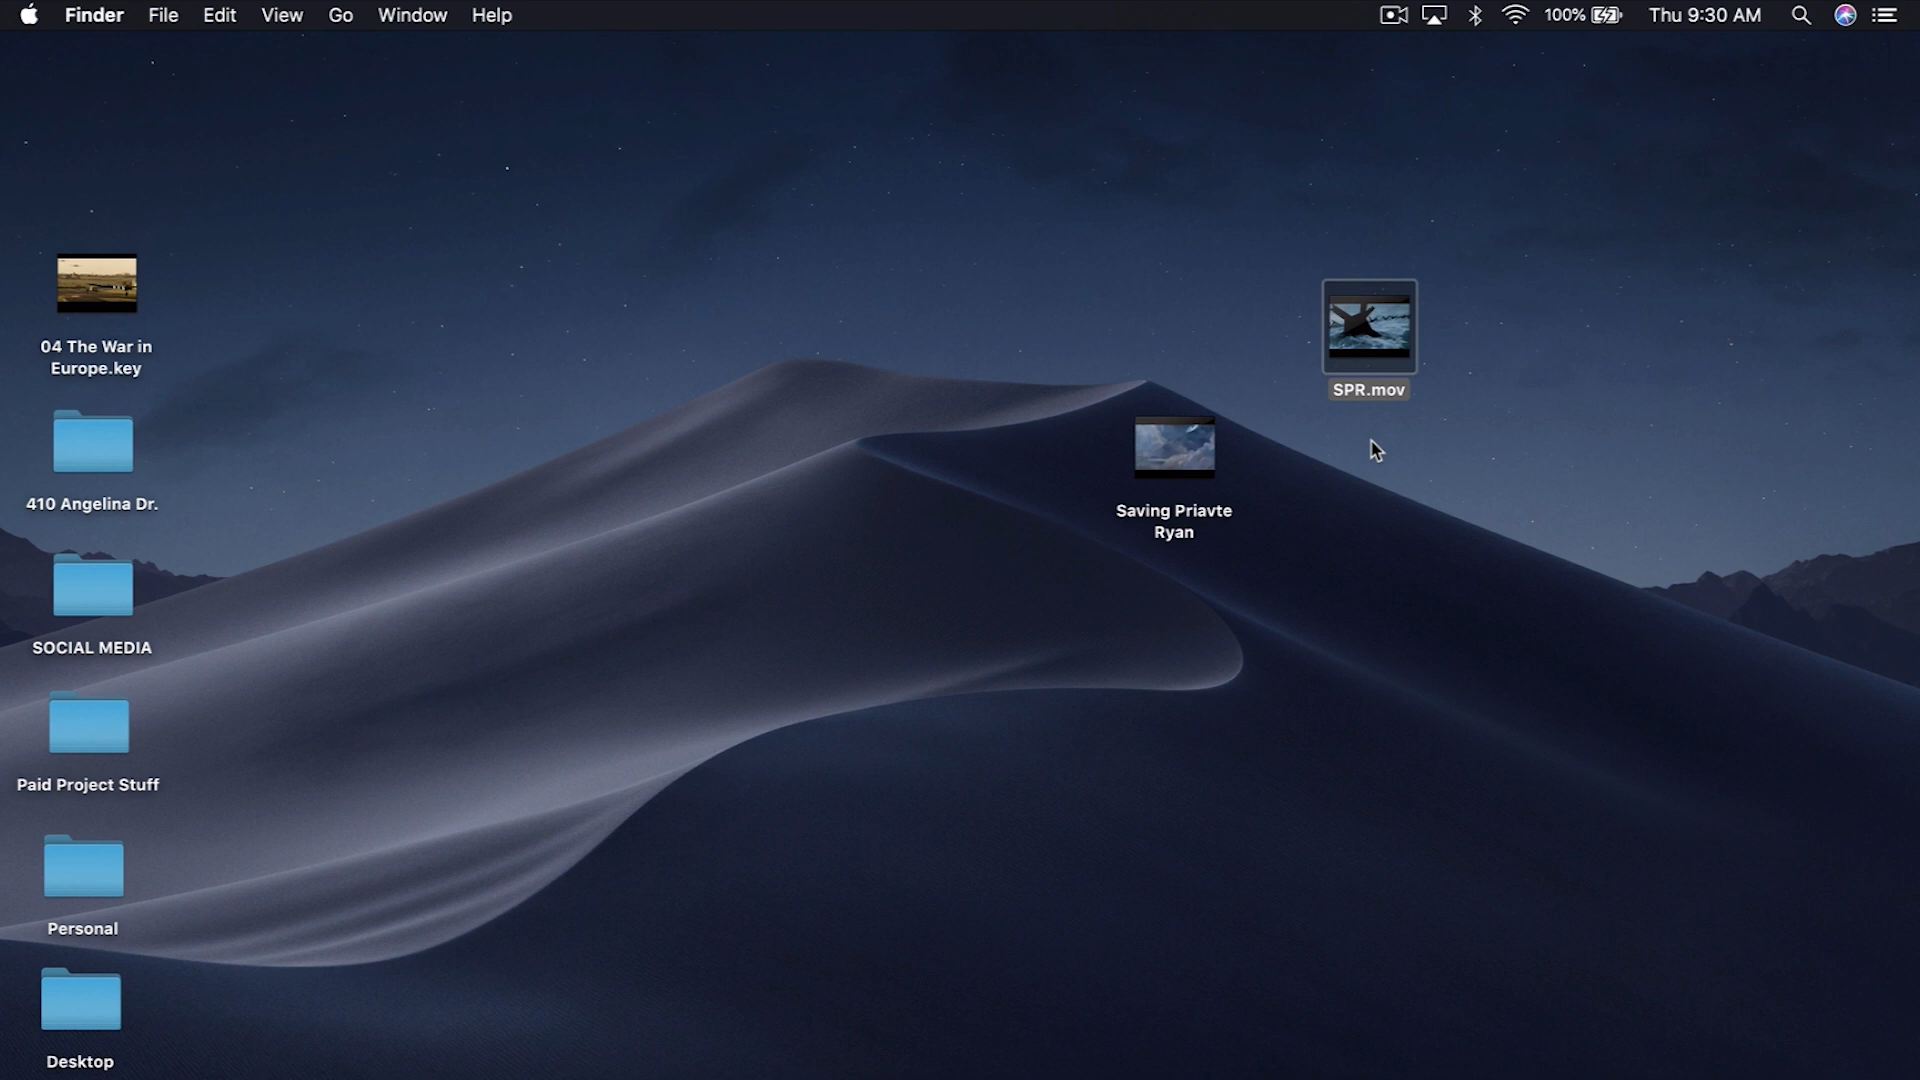 Finder File Edit View Go Window Help 100% Thu 9:30 AM
04 The War in
Europe.key
SPR.mov
410 Angelina Dr.
Saving Priavte
Ryan
SOCIAL MEDIA
Paid Project Stuff
Personal
Desktop